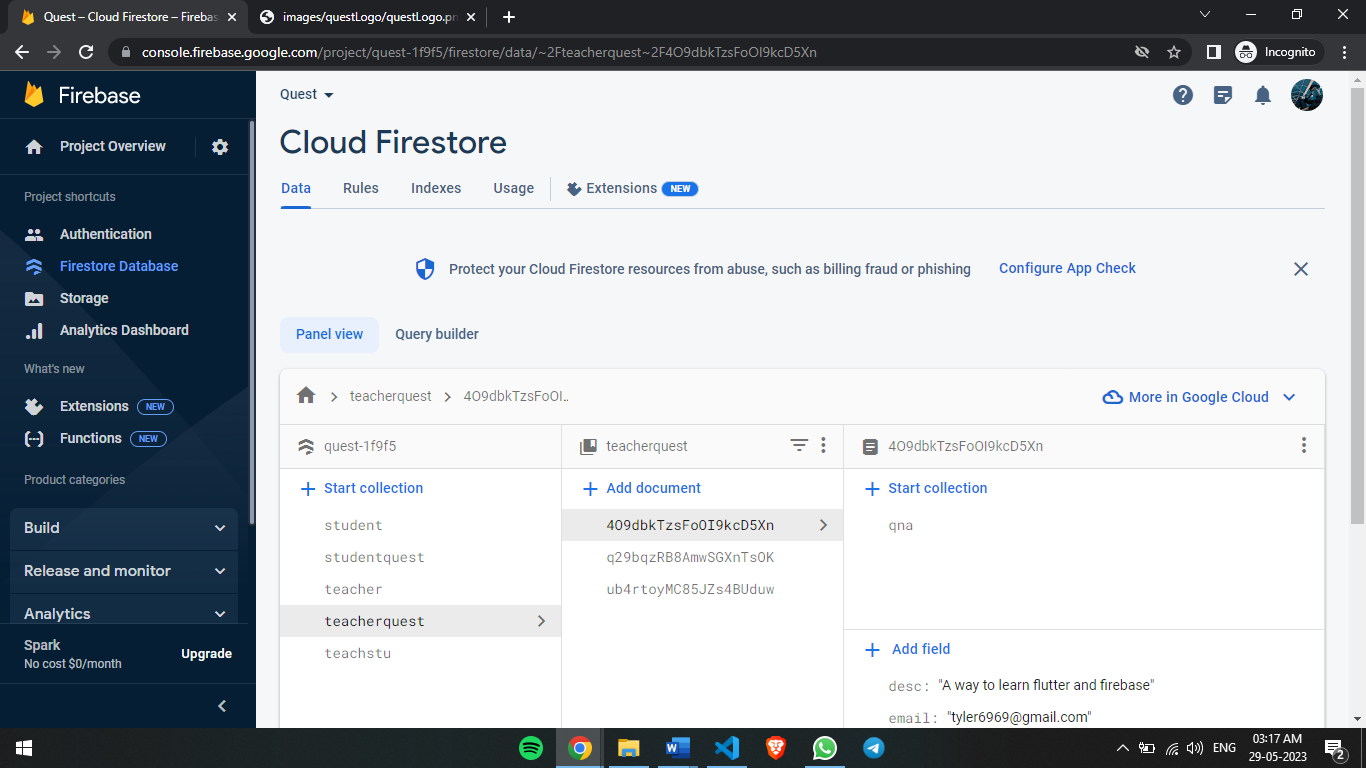 Quest – Cloud Firestore – Firebas
images/questLogo/questLogo.pn
console.firebase.google.com/project/quest-1f9f5/firestore/data/~2Fteacherquest~2F4O9dbkTzsFoOI9kcD5Xn
Incognito
Firebase
Project Overview
Project shortcuts
Authentication
Firestore Database
Storage
Analytics Dashboard
What's new
Extensions NEW
Functions NEW
Product categories
Build
Release and monitor
Analytics
Spark
No cost $0/month
Upgrade
Quest
Cloud Firestore
Data Rules Indexes Usage Extensions NEW
Protect your Cloud Firestore resources from abuse, such as billing fraud or phishing Configure App Check
Panel view Query builder
teacherquest 4O9dbkTzsFoOI..
More in Google Cloud
quest-1f9f5
Start collection
student
studentquest
teacher
teacherquest
teachstu
teacherquest
Add document
4O9dbkTzsFoOI9kcD5Xn
q29bqzRB8AmwSGXnTsOK
ub4rtoyMC85JZs4BUduw
4O9dbkTzsFoOI9kcD5Xn
Start collection
qna
Add field
desc: "A way to learn flutter and firebase"
email: "tyler6969@gmail.com"
ENG
03:17 AM
29-05-2023
2